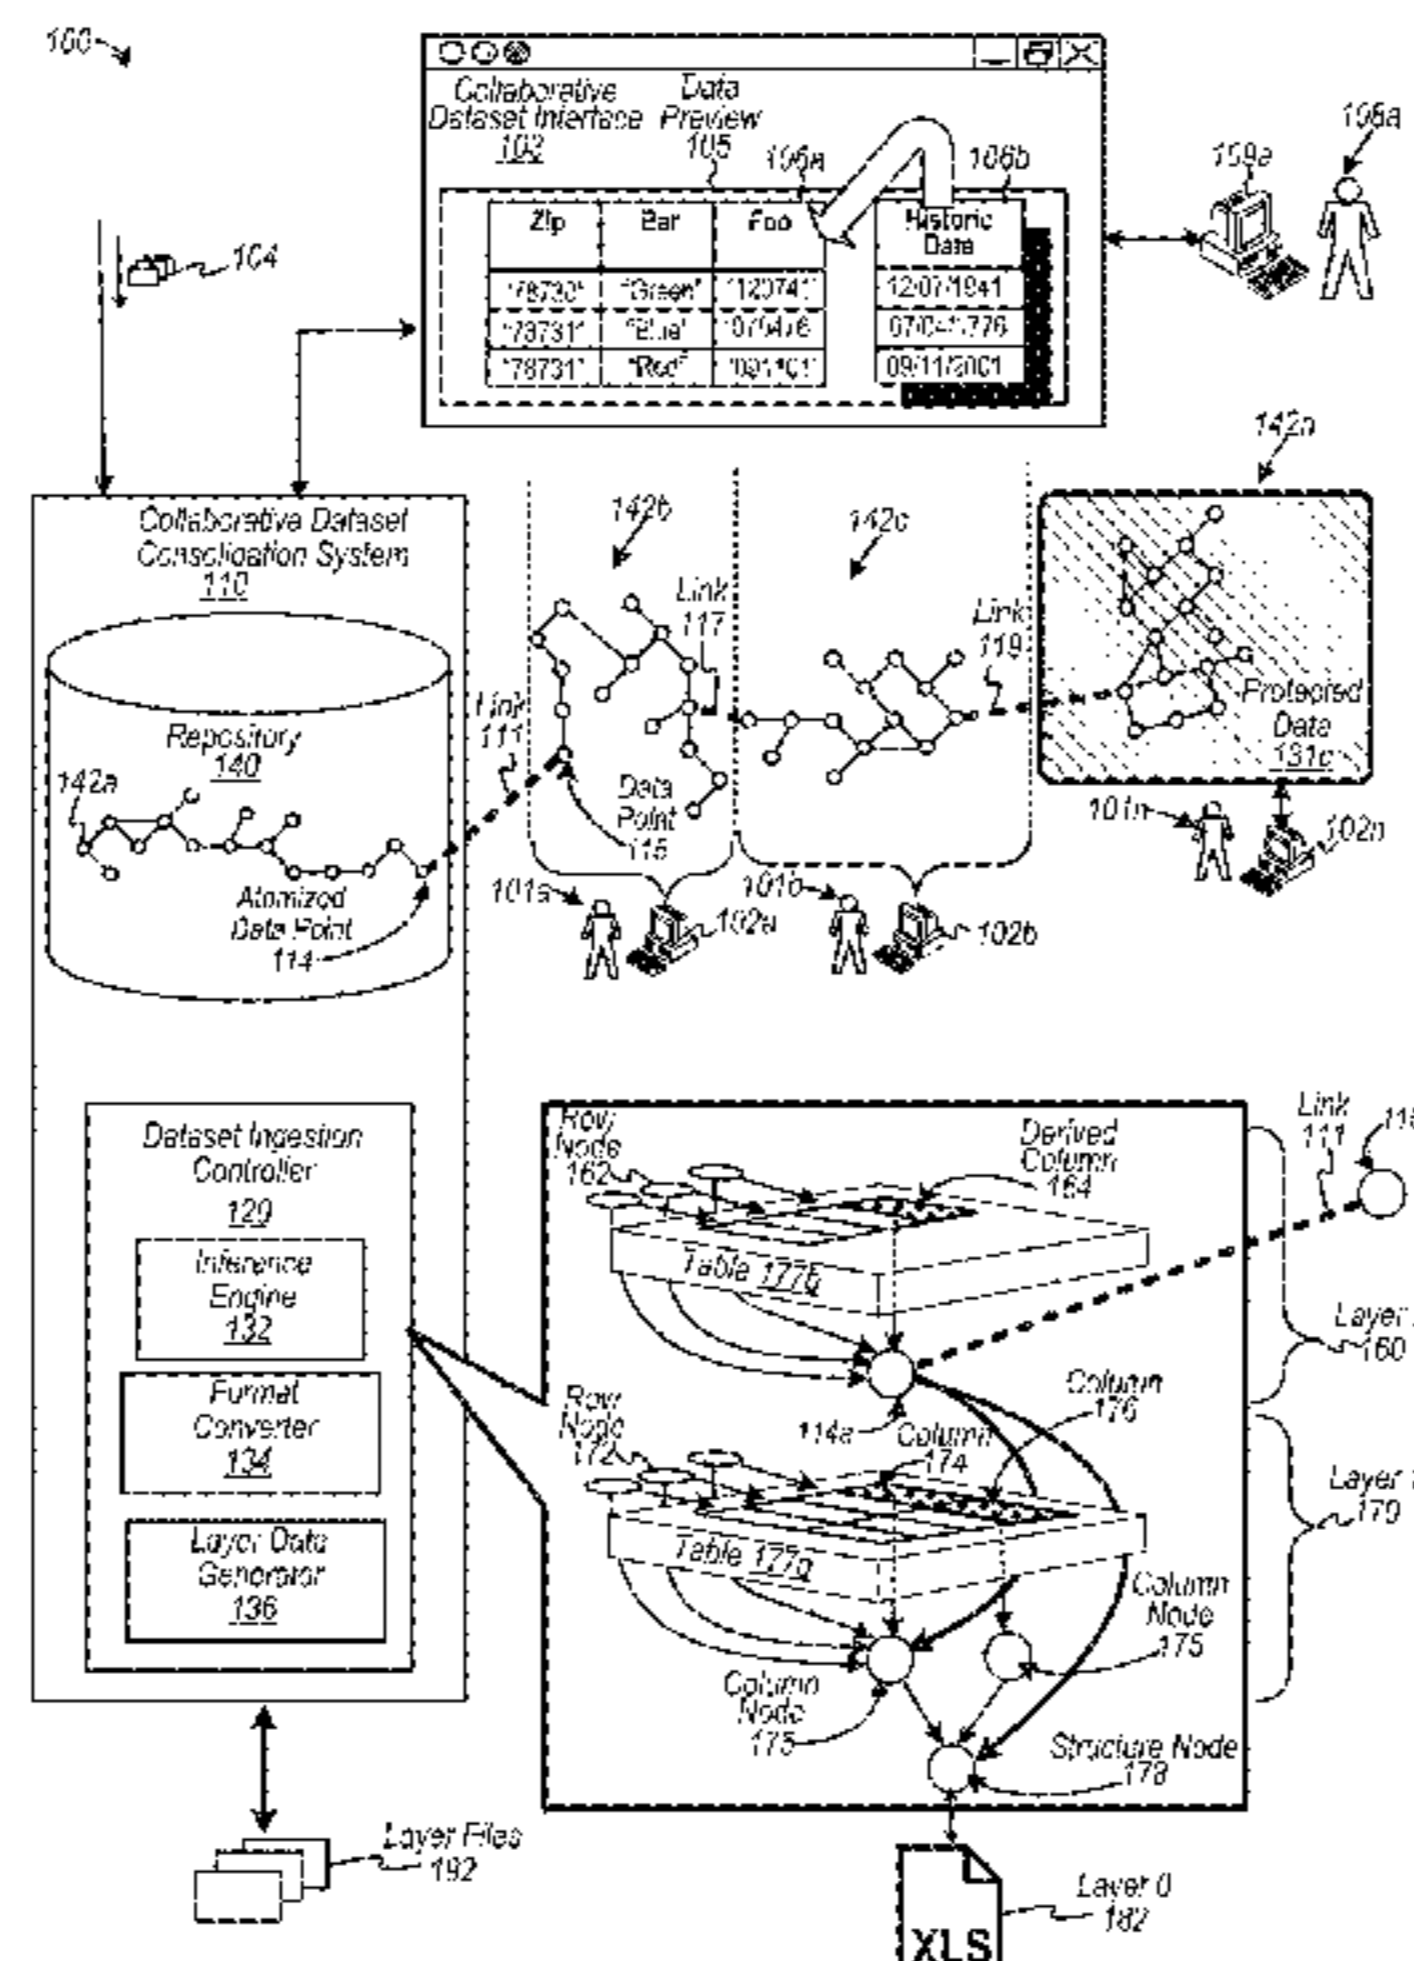 100
Collaborative
Dataset Interface
102
Data
Preview
105
106a
106b
109a
108a
Zip
Bar
Foo
Historic
Date
"Green"
"120741"
12/07/1941
"78731"
"Blue"
"070476"
07/04/1776
"78731"
"Red"
"091101"
09/11/2001
104
142n
Collaborative Dataset
Consolidation System
110
142b
142c
Link
117
Link
119
Link
111
Repository
140
142a
Atomized
Data Point
114
Data
Point
115
Protected
Data
131c
101n
102n
101a
102a
101b
102b
Dataset Ingestion
Controller
120
Inference
Engine
132
Format
Converter
134
Layer Data
Generator
136
Row
Node
162
Derived
Column
164
Link
111
Table 177b
Layer
160
114a
Column
174
Column
176
Row
Node
172
Layer
170
Table 177a
Column
Node
175
Column
Node
Structure Node
178
Layer Files
192
Layer 0
182
XLS